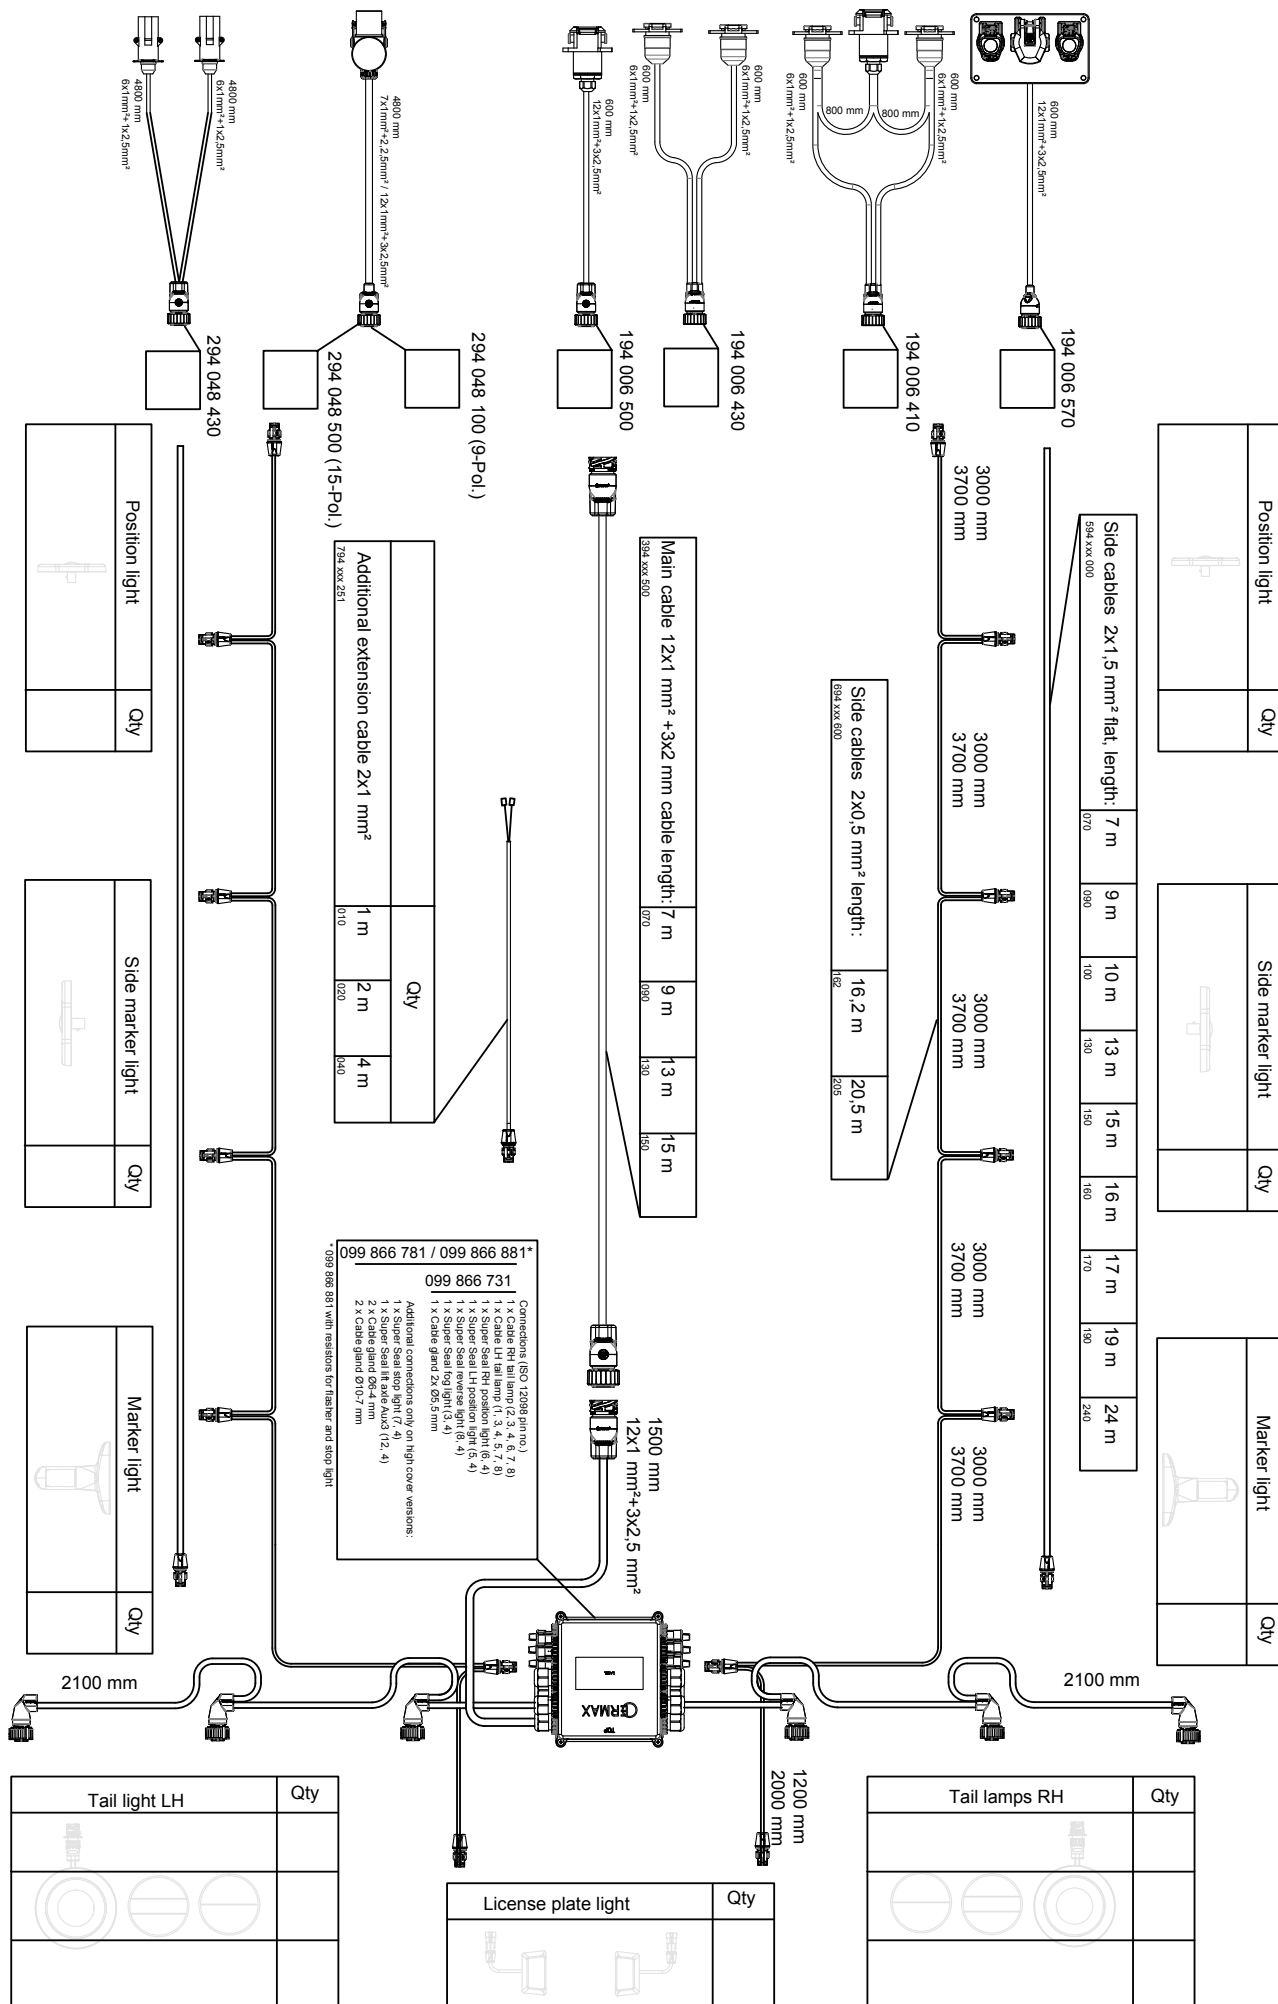 4800 mm
6x1mm²+1x2,5mm²
4800 mm
6x1mm²+1x2,5mm²
294 048 430
4800 mm
7x1mm²+2,2,5mm² / 12x1mm²+3x2,5mm²
294 048 100 (9-Pol.)
294 048 500 (15-Pol.)
600 mm
12x1mm²+3x2,5mm²
194 006 500
600 mm
6x1mm²+1x2,5mm²
600 mm
6x1mm²+1x2,5mm²
194 006 430
600 mm
6x1mm²+1x2,5mm²
800 mm
800 mm
600 mm
6x1mm²+1x2,5mm²
194 006 410
600 mm
12x1mm²+3x2,5mm²
194 006 570
Position light
Qty
Side marker light
Qty
Marker light
Qty
Side cables 2x1,5 mm² flat, length:
594 xxx 000
7 m
070
9 m
090
10 m
100
13 m
130
15 m
150
16 m
160
17 m
170
19 m
190
24 m
240
3000 mm
3700 mm
3000 mm
3700 mm
3000 mm
3700 mm
3000 mm
3700 mm
3000 mm
3700 mm
Side cables 2x0,5 mm² length:
694 xxx 600
16,2 m
162
20,5 m
205
Main cable 12x1 mm² +3x2 mm cable length:
394 xxx 500
7 m
070
9 m
090
13 m
130
15 m
150
Additional extension cable 2x1 mm²
794 xxx 251
Qty
1 m
010
2 m
020
4 m
040
Position light
Qty
Side marker light
Qty
Marker light
Qty
1500 mm
12x1 mm²+3x2,5 mm²
099 866 781 / 099 866 881*
099 866 731
Connections (ISO 12098 pin no.)
1 x Cable RH tail lamp (2, 3, 4, 6, 7, 8)
1 x Cable LH tail lamp (1, 3, 4, 5, 7, 8)
1 x Super Seal RH position light (6, 4)
1 x Super Seal LH position light (5, 4)
1 x Super Seal reverse light (8, 4)
1 x Super Seal fog light (3, 4)
1 x Cable gland 2x Ø5,5 mm
Additional connections only on high cover versions:
1 x Super Seal stop light (7, 4)
1 x Super Seal lift axle Aux2 (12, 4)
2 x Cable gland Ø6-4 mm
2 x Cable gland Ø10-7 mm
* 099 866 881 with resistors for flasher and stop light
ERMAX
TOP
2100 mm
2100 mm
1200 mm
2000 mm
Tail light LH
Qty
License plate light
Qty
Tail lamps RH
Qty